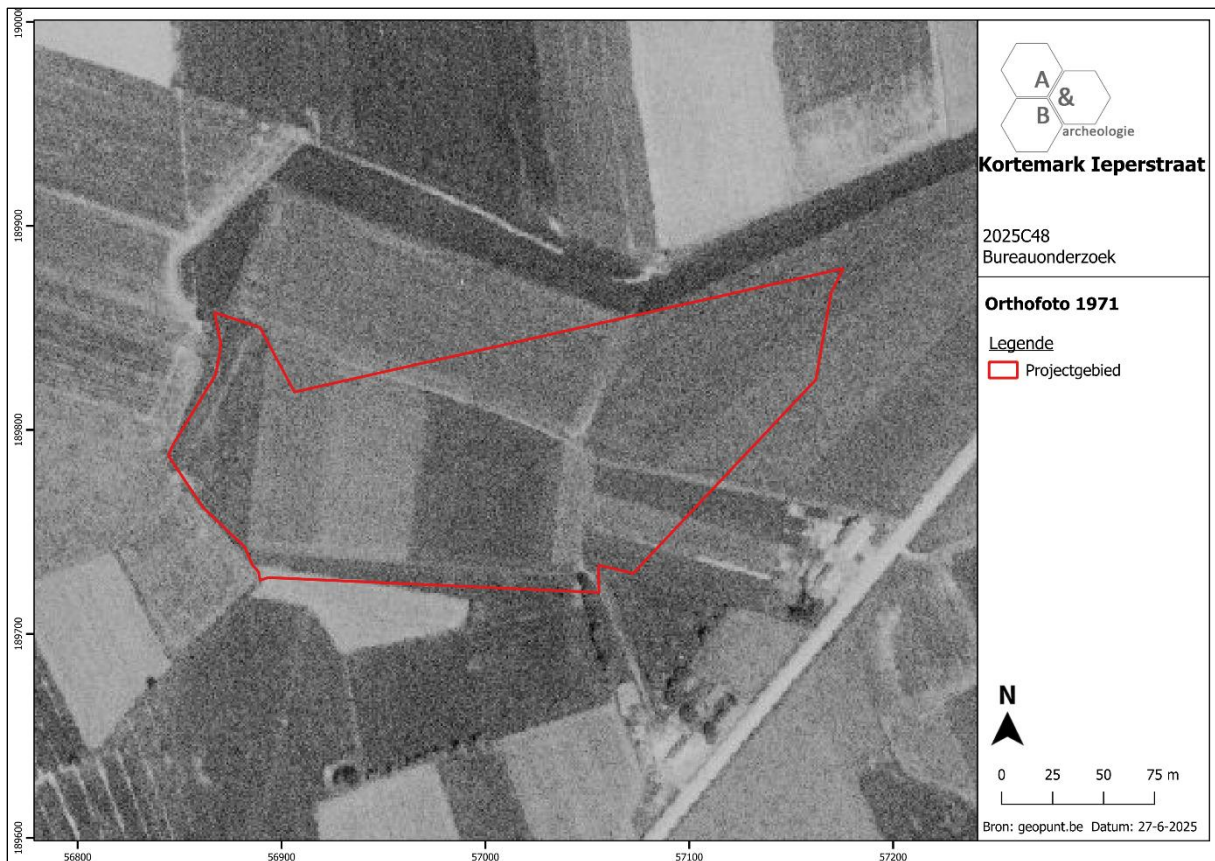 190000
189900
189800
189700
189600
56800
56900
57000
57100
57200
A
&
B
archeologie
Kortemark Ieperstraat
2025C48
Bureauonderzoek
Orthofoto 1971
Legende
Projectgebied
N
0 25 50 75 m
Bron: geopunt.be Datum: 27-6-2025